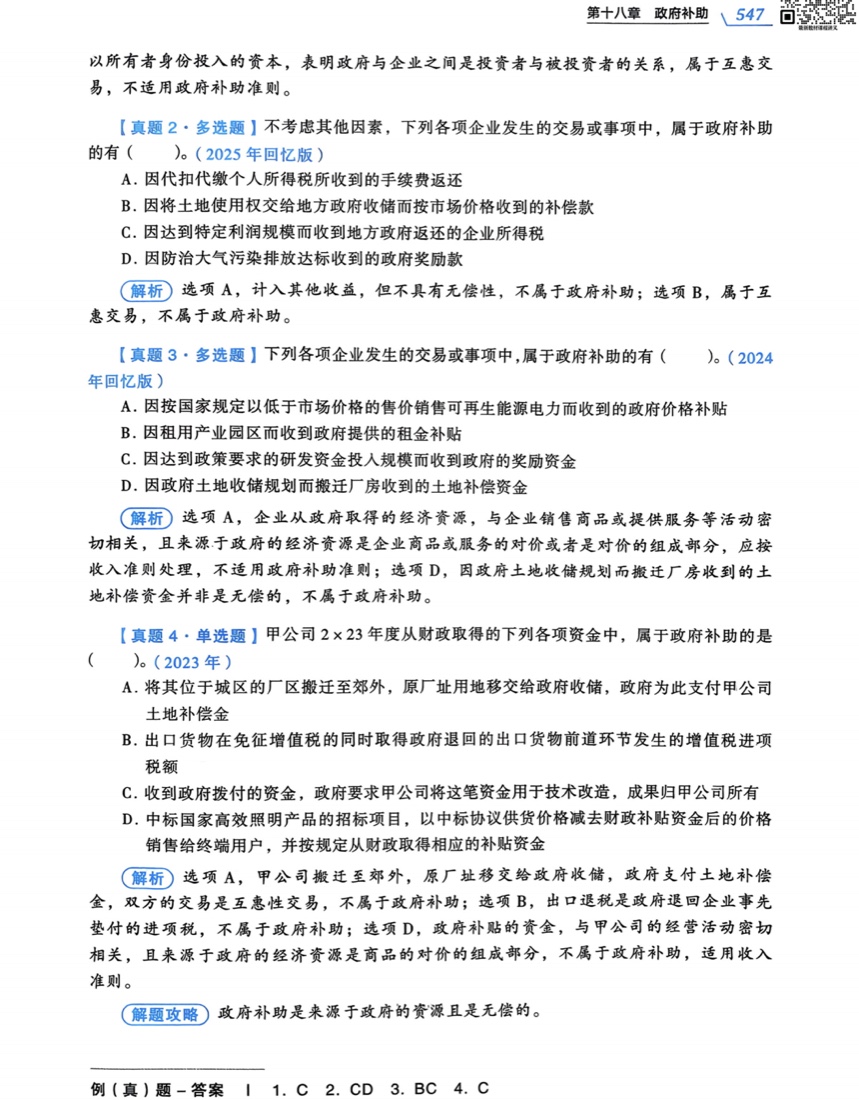 第十八章 政府补助 547
以所有者身份投入的资本，表明政府与企业之间是投资者与被投资者的关系，属于互惠交
易，不适用政府补助准则。
【真题 2·多选题】不考虑其他因素，下列各项企业发生的交易或事项中，属于政府补助
的有（ ）。（2025 年回忆版）
A. 因代扣代缴个人所得税所收到的手续费返还
B. 因将土地使用权交给地方政府收储而按市场价格收到的补偿款
C. 因达到特定利润规模而收到地方政府返还的企业所得税
D. 因防治大气污染排放达标收到的政府奖励款
解析 选项 A，计入其他收益，但不具有无偿性，不属于政府补助；选项 B，属于互
惠交易，不属于政府补助。
【真题 3·多选题】下列各项企业发生的交易或事项中，属于政府补助的有（ ）。（2024
年回忆版）
A. 因按国家规定以低于市场价格的售价销售可再生能源电力而收到的政府价格补贴
B. 因租用产业园区而收到政府提供的租金补贴
C. 因达到政策要求的研发资金投入规模而收到政府的奖励资金
D. 因政府土地收储规划而搬迁厂房收到的土地补偿资金
解析 选项 A，企业从政府取得的经济资源，与企业销售商品或提供服务等活动密
切相关，且来源于政府的经济资源是企业商品或服务的对价或者是对价的组成部分，应按
收入准则处理，不适用政府补助准则；选项 D，因政府土地收储规划而搬迁厂房收到的土
地补偿资金并非是无偿的，不属于政府补助。
【真题 4·单选题】甲公司 2×23 年度从财政取得的下列各项资金中，属于政府补助的是
（ ）。（2023 年）
A. 将其位于城区的厂区搬迁至郊外，原厂址用地移交给政府收储，政府为此支付甲公司
土地补偿金
B. 出口货物在免征增值税的同时取得政府退回的出口货物前道环节发生的增值税进项
税额
C. 收到政府拨付的资金，政府要求甲公司将这笔资金用于技术改造，成果归甲公司所有
D. 中标国家高效照明产品的招标项目，以中标协议供货价格减去财政补贴资金后的价格
销售给终端用户，并按规定从财政取得相应的补贴资金
解析 选项 A，甲公司搬迁至郊外，原厂址移交给政府收储，政府支付土地补偿
金，双方的交易是互惠性交易，不属于政府补助；选项 B，出口退税是政府退回企业事先
垫付的进项税，不属于政府补助；选项 D，政府补贴的资金，与甲公司的经营活动密切
相关，且来源于政府的经济资源是商品的对价的组成部分，不属于政府补助，适用收入
准则。
解题攻略 政府补助是来源于政府的资源且是无偿的。
例（真）题－答案 | 1. C 2. CD 3. BC 4. C